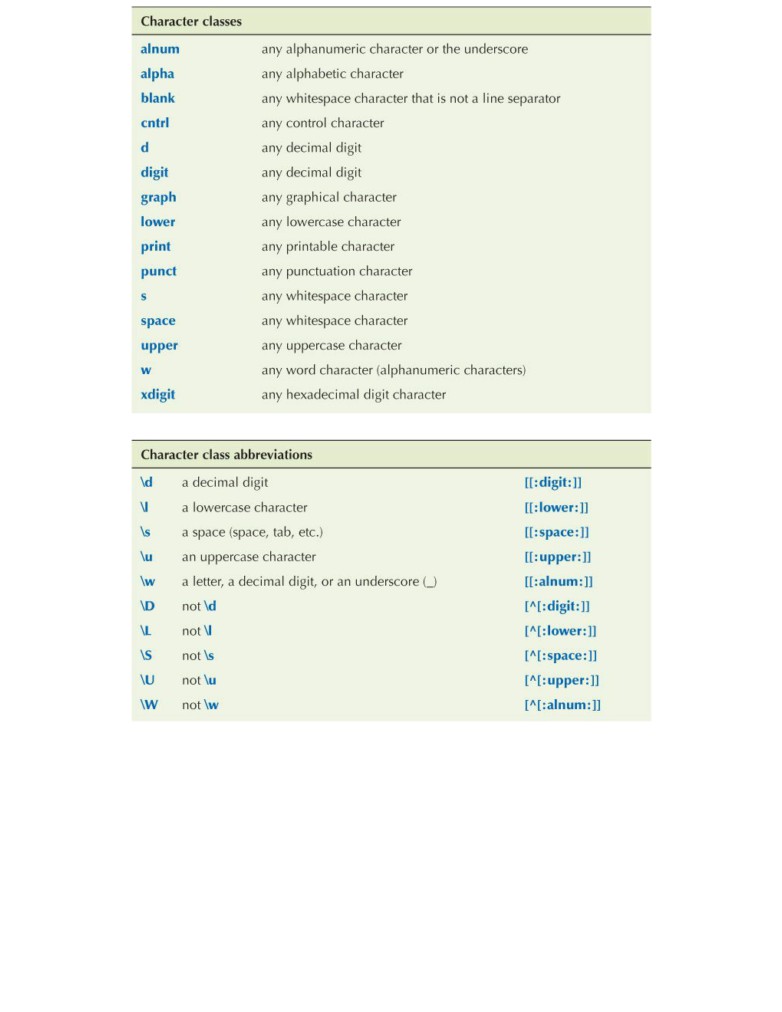 Character classes
alnum any alphanumeric character or the underscore
alpha any alphabetic character
blank any whitespace character that is not a line separator
cntrl any control character
d any decimal digit
digit any decimal digit
graph any graphical character
lower any lowercase character
print any printable character
punct any punctuation character
s any whitespace character
space any whitespace character
upper any uppercase character
w any word character (alphanumeric characters)
xdigit any hexadecimal digit character
Character class abbreviations
\d a decimal digit [[:digit:]]
\l a lowercase character [[:lower:]]
\s a space (space, tab, etc.) [[:space:]]
\u an uppercase character [[:upper:]]
\w a letter, a decimal digit, or an underscore (_) [[:alnum:]]
\D not \d [^[:digit:]]
\L not \l [^[:lower:]]
\S not \s [^[:space:]]
\U not \u [^[:upper:]]
\W not \w [^[:alnum:]]